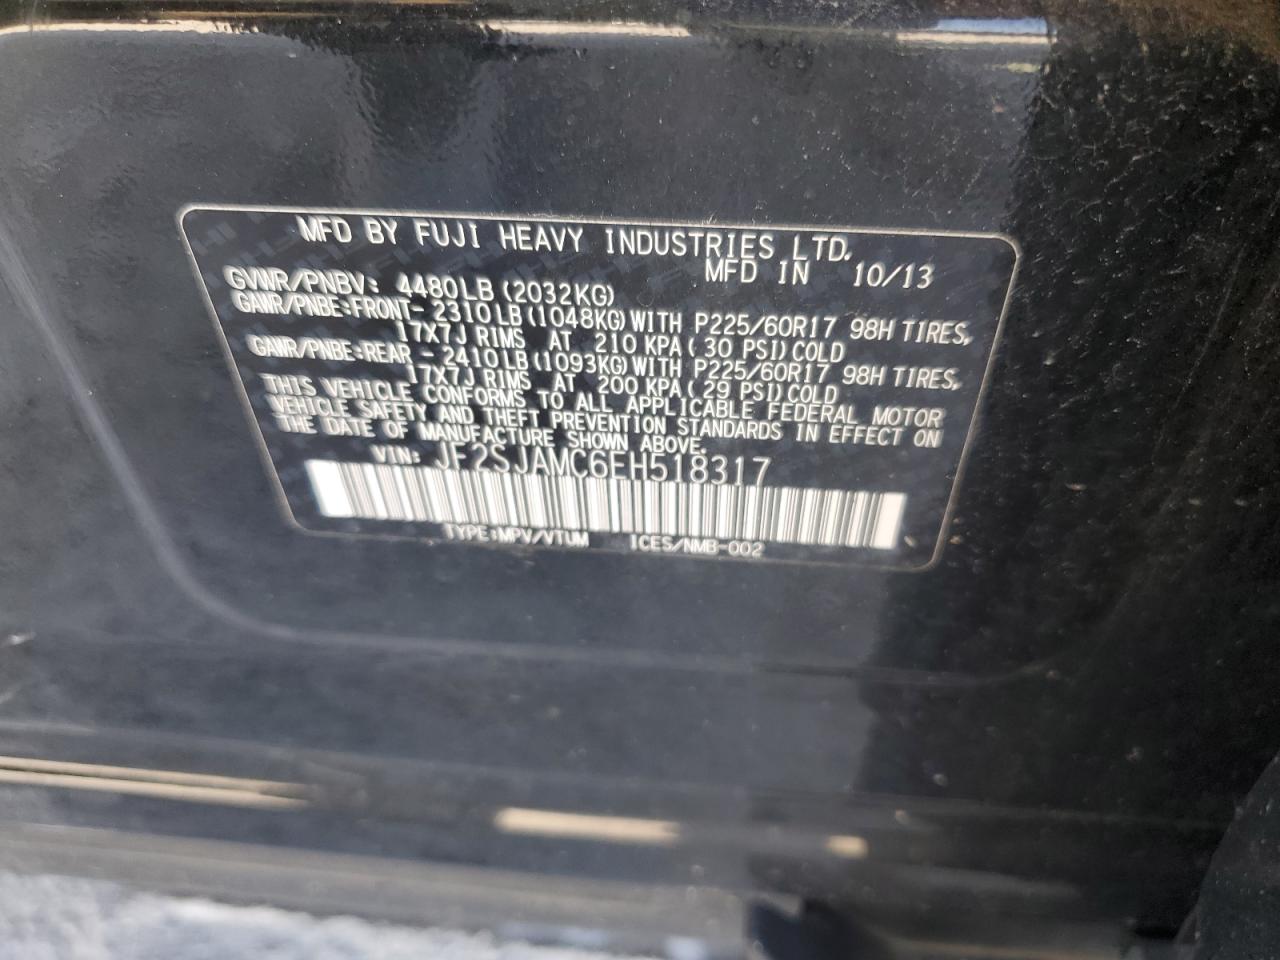 MFD BY FUJI HEAVY INDUSTRIES LTD.
MFD IN 10/13
GVWR/PNBV: 4480LB (2032KG)
GAWR/PNBE:FRONT- 2310LB(1048KG)WITH P225/60R17 98H TIRES,
17X7J RIMS AT 210 KPA( 30 PSI)COLD
GAWR/PNBE:REAR - 2410LB(1093KG)WITH P225/60R17 98H TIRES,
17X7J RIMS AT 200 KPA( 29 PSI)COLD
THIS VEHICLE CONFORMS TO ALL APPLICABLE FEDERAL MOTOR
VEHICLE SAFETY AND THEFT PREVENTION STANDARDS IN EFFECT ON
THE DATE OF MANUFACTURE SHOWN ABOVE.
VIN: JF2SJAMC6EH518317
TYPE:MPV/VTUM ICES/NMB-002